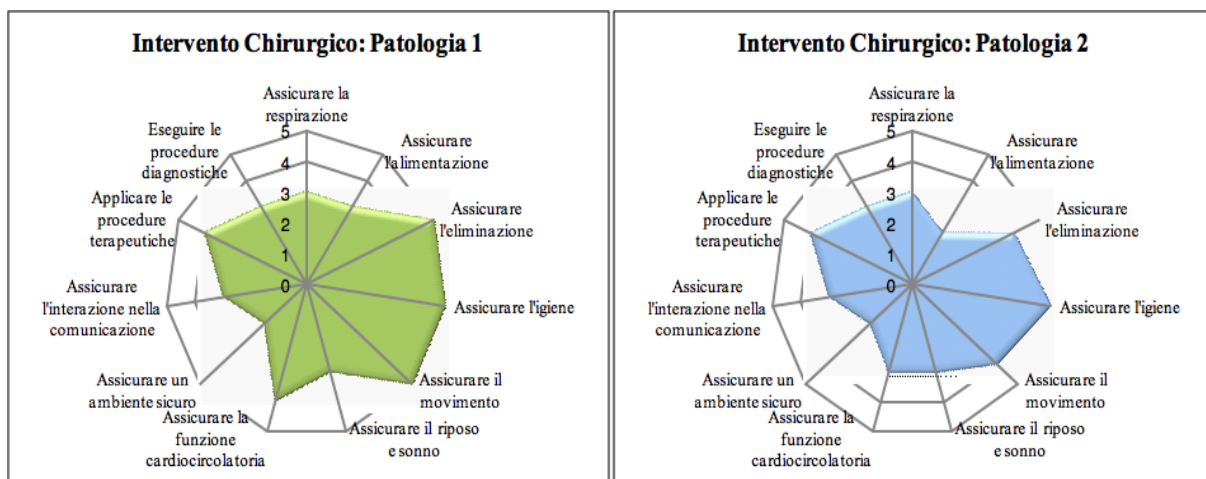 Intervento Chirurgico: Patologia 1
Assicurare la
respirazione
Assicurare
l'alimentazione
Assicurare
l'eliminazione
Assicurare l'igiene
Assicurare il
movimento
Assicurare il riposo
e sonno
Assicurare la
funzione
cardiocircolatoria
Assicurare un
ambiente sicuro
Assicurare
l'interazione nella
comunicazione
Applicare le
procedure
terapeutiche
Eseguire le
procedure
diagnostiche
5
4
3
2
1
0
Intervento Chirurgico: Patologia 2
Assicurare la
respirazione
Assicurare
l'alimentazione
Assicurare
l'eliminazione
Assicurare l'igiene
Assicurare il
movimento
Assicurare il riposo
e sonno
Assicurare la
funzione
cardiocircolatoria
Assicurare un
ambiente sicuro
Assicurare
l'interazione nella
comunicazione
Applicare le
procedure
terapeutiche
Eseguire le
procedure
diagnostiche
5
4
3
2
1
0